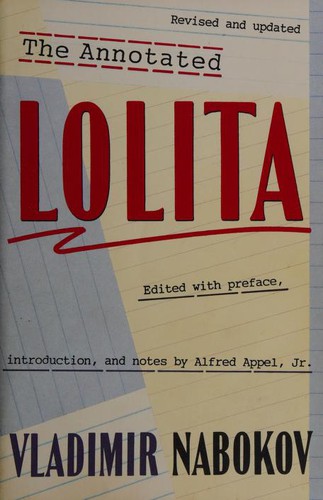 Revised and updated
The Annotated
LOLITA
Edited with preface,
introduction, and notes by Alfred Appel, Jr.
VLADIMIR NABOKOV